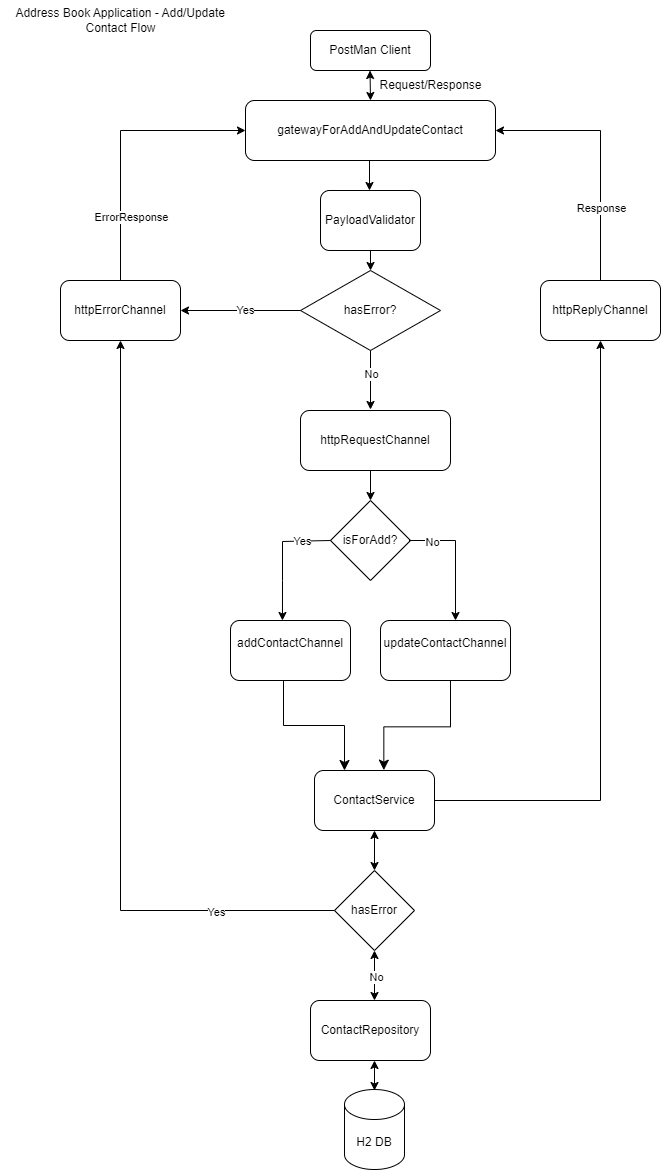 Address Book Application - Add/Update
Contact Flow
PostMan Client
Request/Response
gatewayForAddAndUpdateContact
ErrorResponse
Response
PayloadValidator
httpErrorChannel
Yes
hasError?
httpReplyChannel
No
httpRequestChannel
Yes
isForAdd?
No
addContactChannel
updateContactChannel
ContactService
Yes
hasError
No
ContactRepository
H2 DB